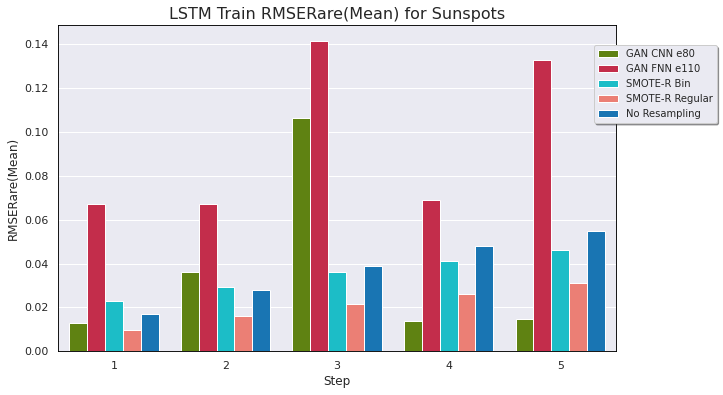 LSTM Train RMSERare(Mean) for Sunspots
RMSERare(Mean)
0.14
0.12
0.10
0.08
0.06
0.04
0.02
0.00
1 2 3 4 5
Step
GAN CNN e80
GAN FNN e110
SMOTE-R Bin
SMOTE-R Regular
No Resampling